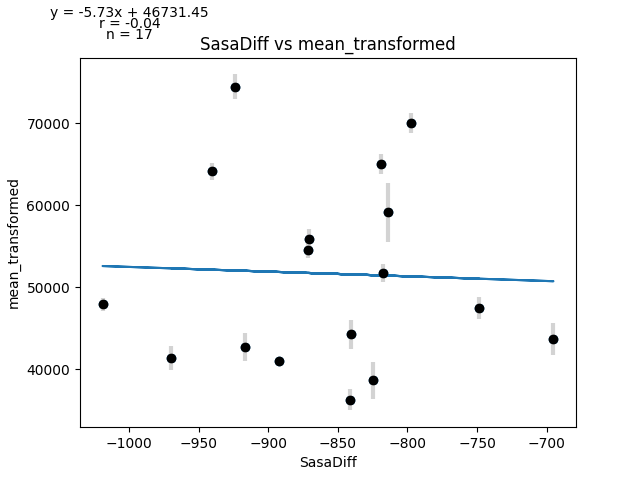 y = -5.73x + 46731.45
r = -0.04
n = 17
SasaDiff vs mean_transformed
70000
60000
50000
40000
mean_transformed
−1000
−950
−900
−850
−800
−750
−700
SasaDiff